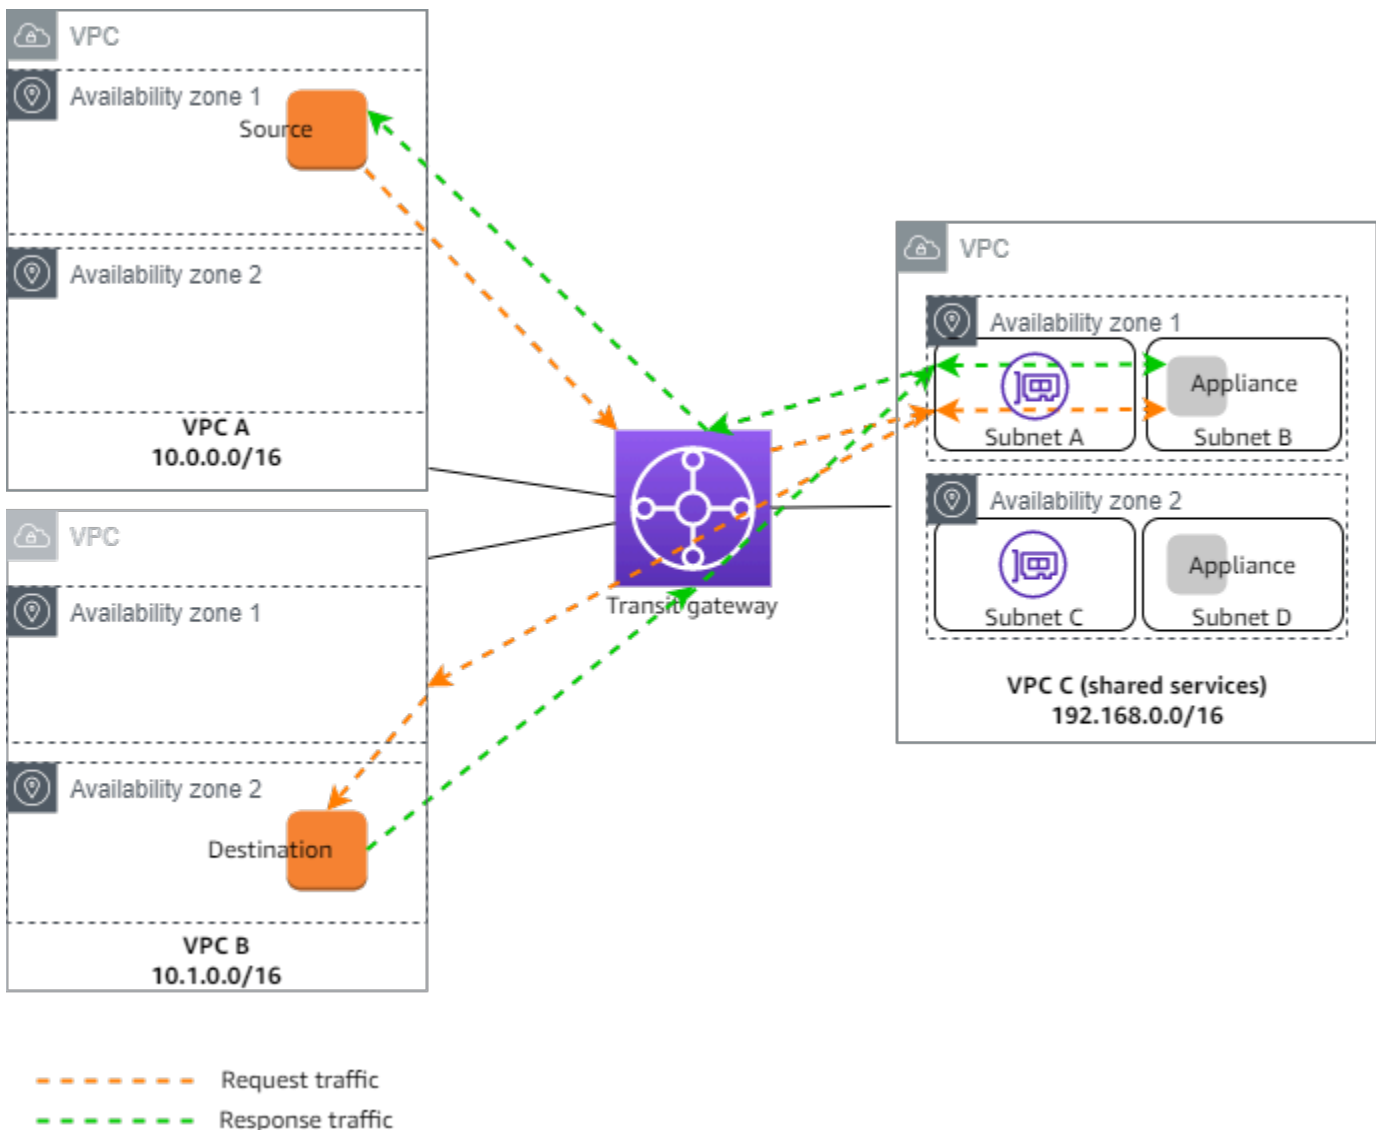 VPC
Availability zone 1
Source
Availability zone 2
VPC A
10.0.0.0/16
VPC
Availability zone 1
Availability zone 2
Destination
VPC B
10.1.0.0/16
Transit gateway
VPC
Availability zone 1
Appliance
Subnet A
Subnet B
Availability zone 2
Appliance
Subnet C
Subnet D
VPC C (shared services)
192.168.0.0/16
Request traffic
Response traffic